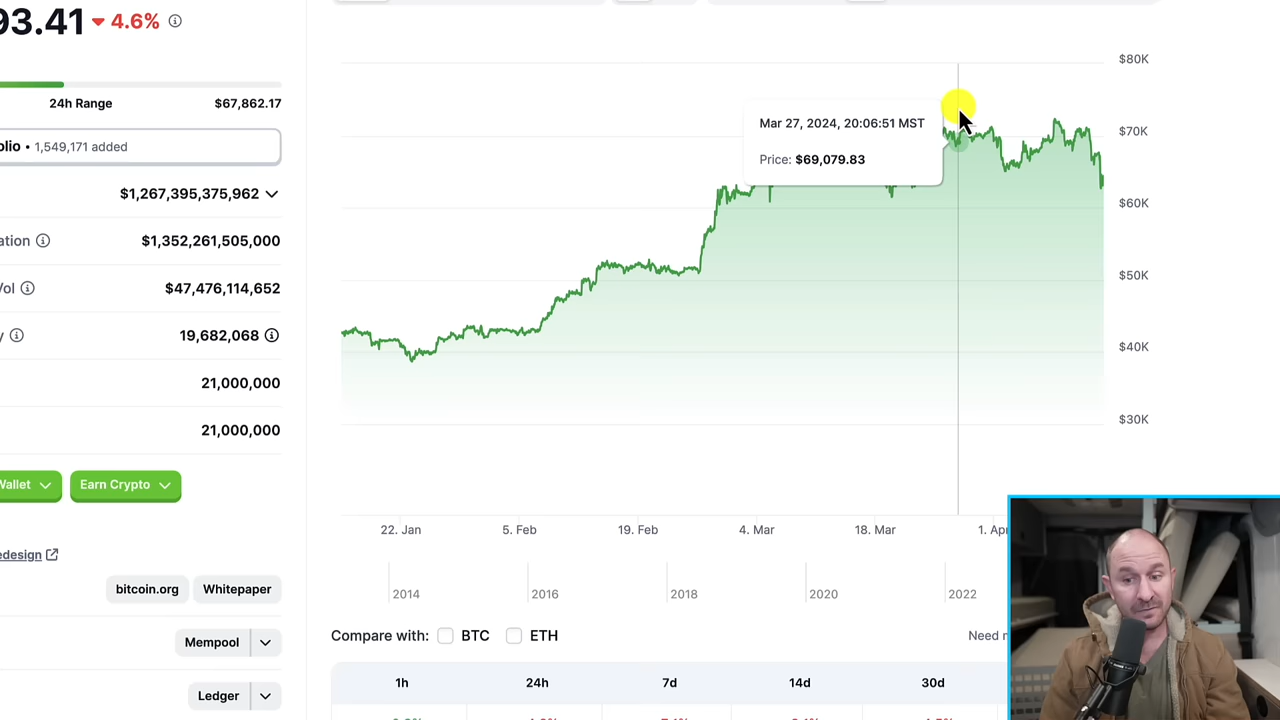 93.41 4.6%
24h Range $67,862.17
olio • 1,549,171 added
$1,267,395,375,962
ation $1,352,261,505,000
Vol $47,476,114,652
y 19,682,068
21,000,000
21,000,000
Wallet Earn Crypto
edesign
bitcoin.org Whitepaper
Mempool
Ledger
Mar 27, 2024, 20:06:51 MST
Price: $69,079.83
$80K
$70K
$60K
$50K
$40K
$30K
22. Jan 5. Feb 19. Feb 4. Mar 18. Mar 1. Apr
2014 2016 2018 2020 2022
Compare with: BTC ETH Need
1h 24h 7d 14d 30d